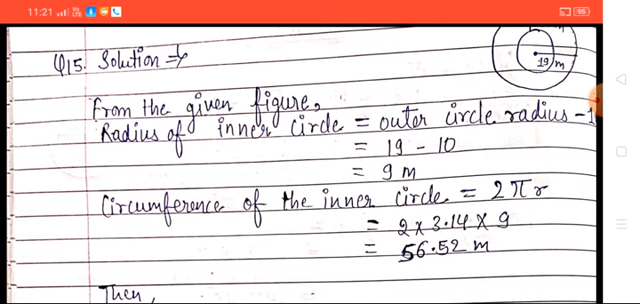 11:21
95
Q15. Solution ⇒
19 m
From the given figure,
Radius of inner circle = outer circle radius - 1
= 19 - 10
= 9 m
Circumference of the inner circle = 2πr
= 2 x 3.14 x 9
= 56.52 m
Then,